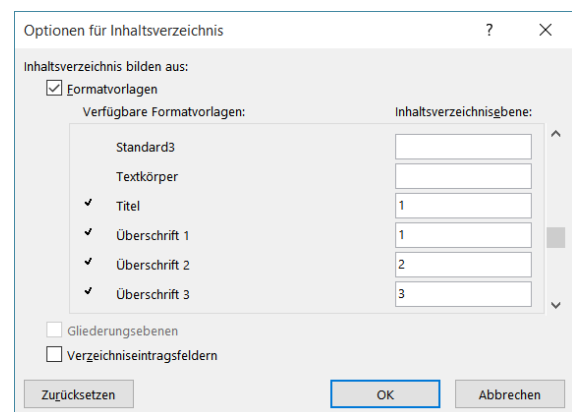 Optionen für Inhaltsverzeichnis ?
Inhaltsverzeichnis bilden aus:
Formatvorlagen
Verfügbare Formatvorlagen: Inhaltsverzeichnisebene:
Standard3
Textkörper
Titel 1
Überschrift 1 1
Überschrift 2 2
Überschrift 3 3
Gliederungsebenen
Verzeichniseintragsfeldern
Zurücksetzen OK Abbrechen